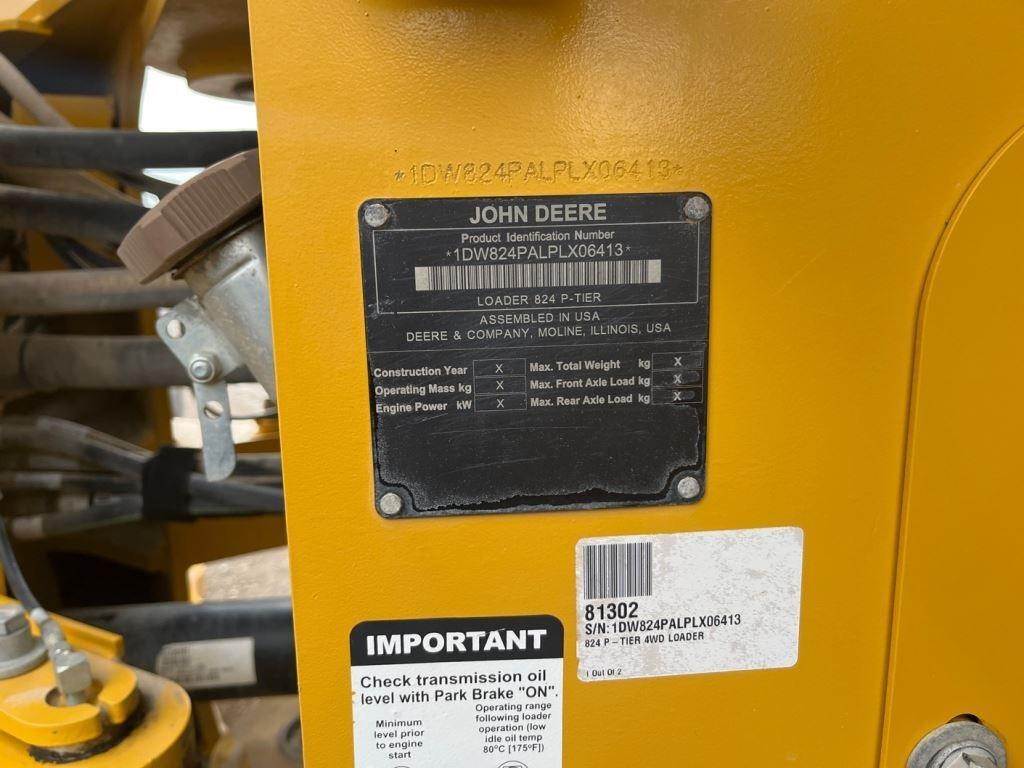 *1DW824PALPLX06413*
JOHN DEERE
Product Identification Number
*1DW824PALPLX06413*
LOADER 824 P-TIER
ASSEMBLED IN USA
DEERE & COMPANY, MOLINE, ILLINOIS, USA
Construction Year X Max. Total Weight kg X
Operating Mass kg X Max. Front Axle Load kg X
Engine Power kW X Max. Rear Axle Load kg X
81302
S/N:1DW824PALPLX06413
824 P-TIER 4WD LOADER
1 Out Of 2
IMPORTANT
Check transmission oil
level with Park Brake "ON".
Minimum
level prior
to engine
start
Operating range
following loader
operation (low
idle oil temp
80°C [175°F])